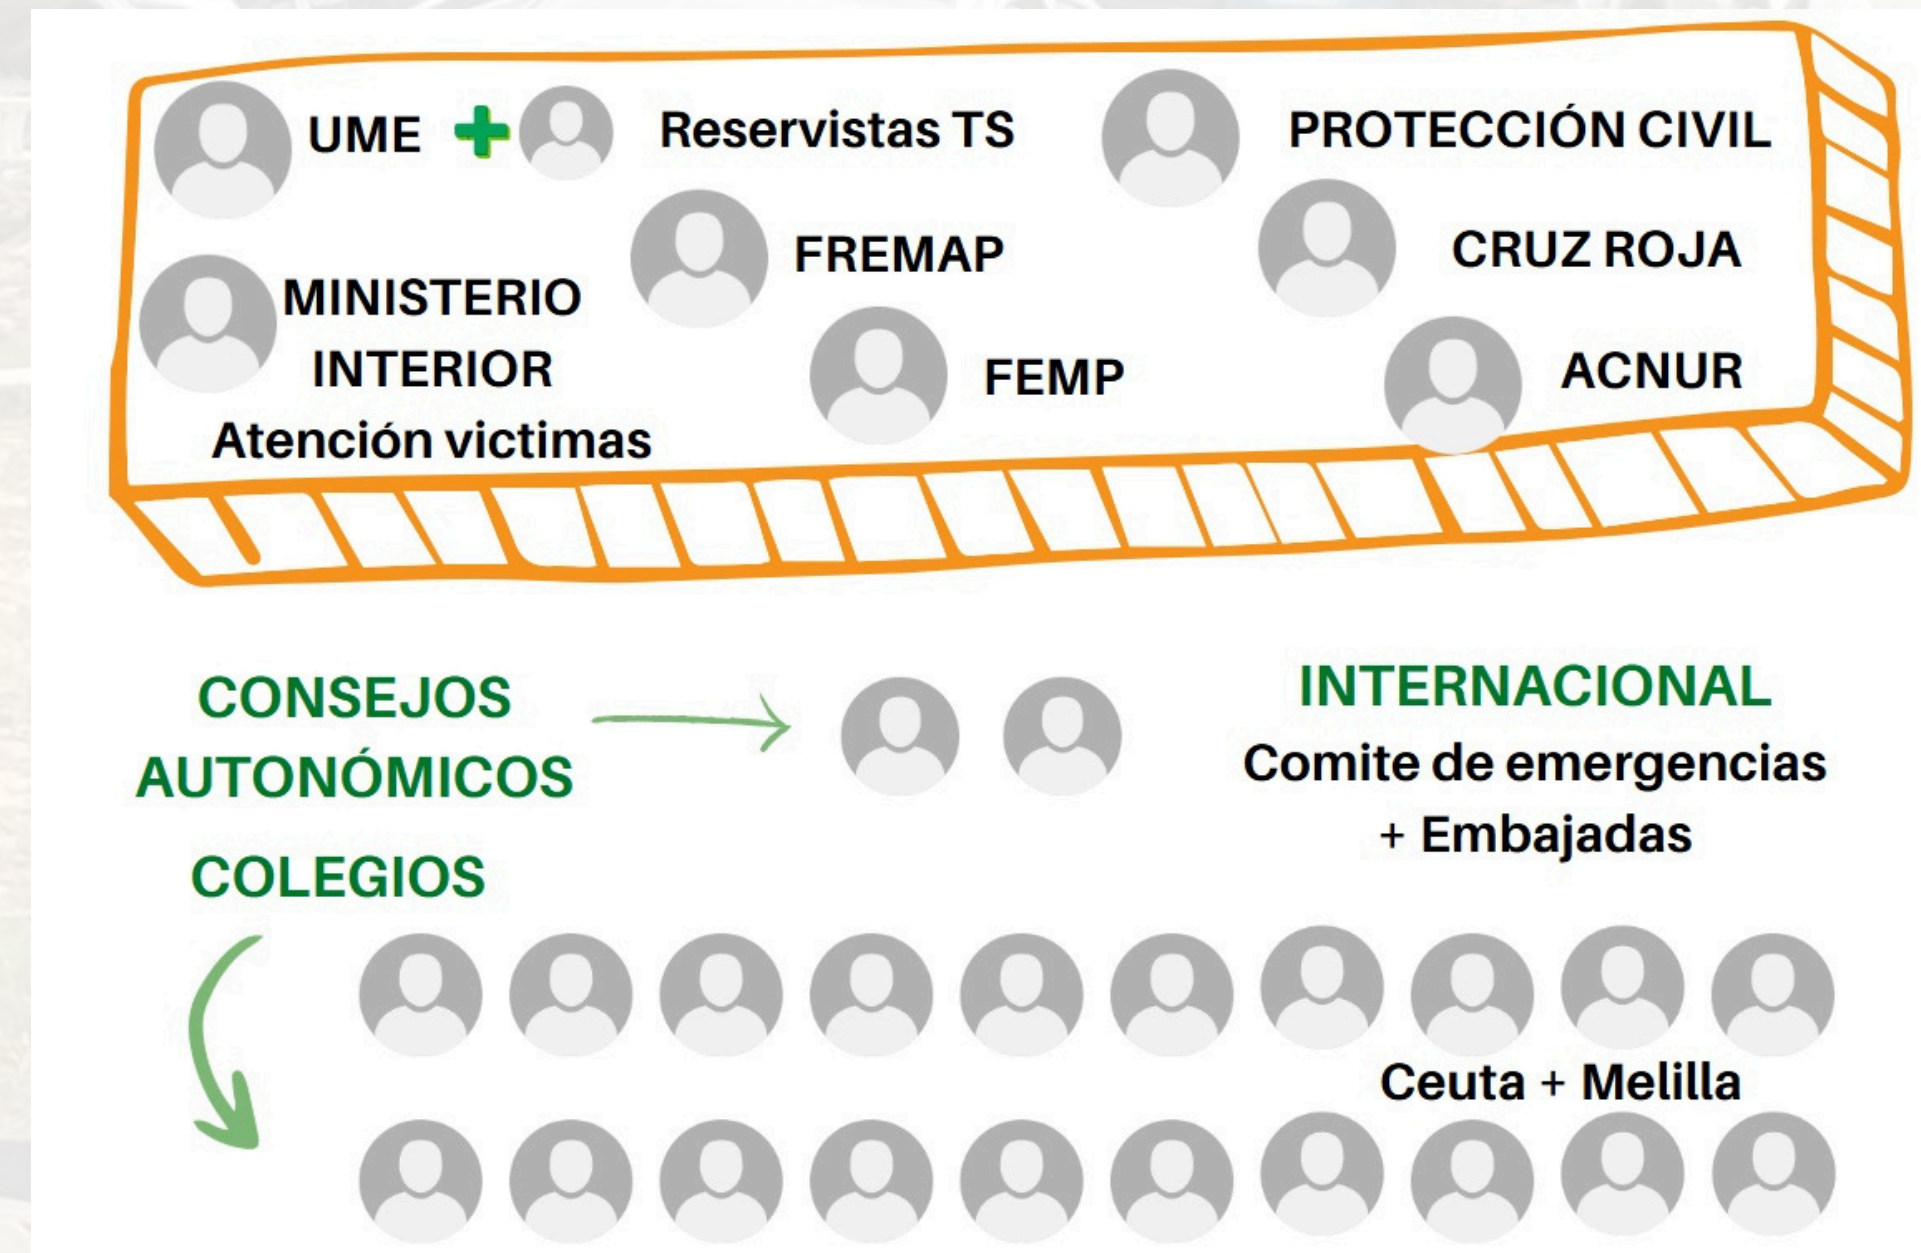 UME + Reservistas TS
PROTECCIÓN CIVIL
FREMAP
CRUZ ROJA
MINISTERIO
INTERIOR
Atención victimas
FEMP
ACNUR
CONSEJOS
AUTONÓMICOS
INTERNACIONAL
Comite de emergencias
+ Embajadas
COLEGIOS
Ceuta + Melilla